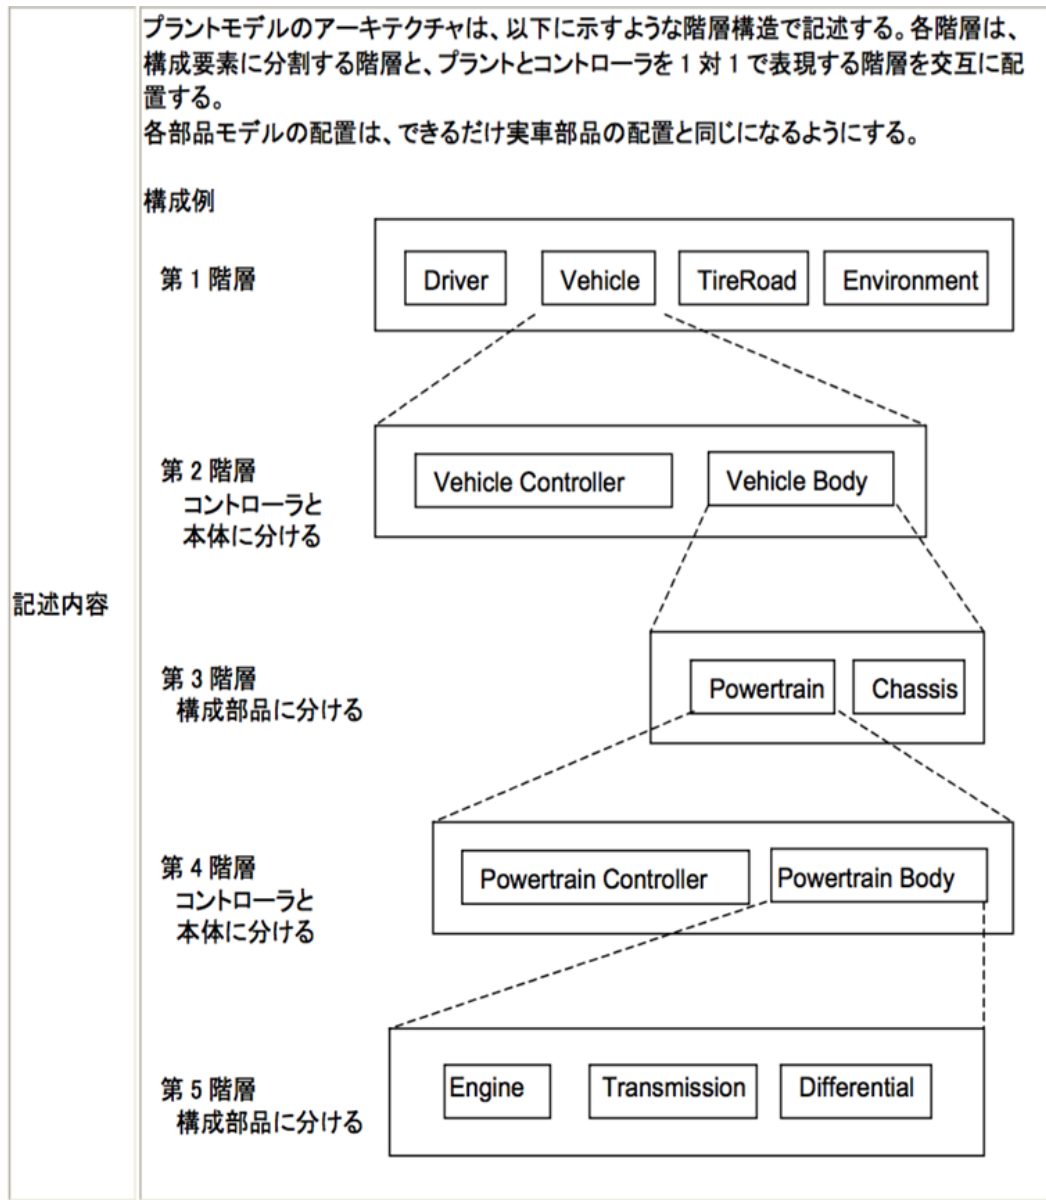 プラントモデルのアーキテクチャは、以下に示すような階層構造で記述する。各階層は、
構成要素に分割する階層と、プラントとコントローラを1対1で表現する階層を交互に配
置する。
各部品モデルの配置は、できるだけ実車部品の配置と同じになるようにする。
構成例
第1階層
Driver
Vehicle
TireRoad
Environment
第2階層
コントローラと
本体に分ける
Vehicle Controller
Vehicle Body
記述内容
第3階層
構成部品に分ける
Powertrain
Chassis
第4階層
コントローラと
本体に分ける
Powertrain Controller
Powertrain Body
第5階層
構成部品に分ける
Engine
Transmission
Differential